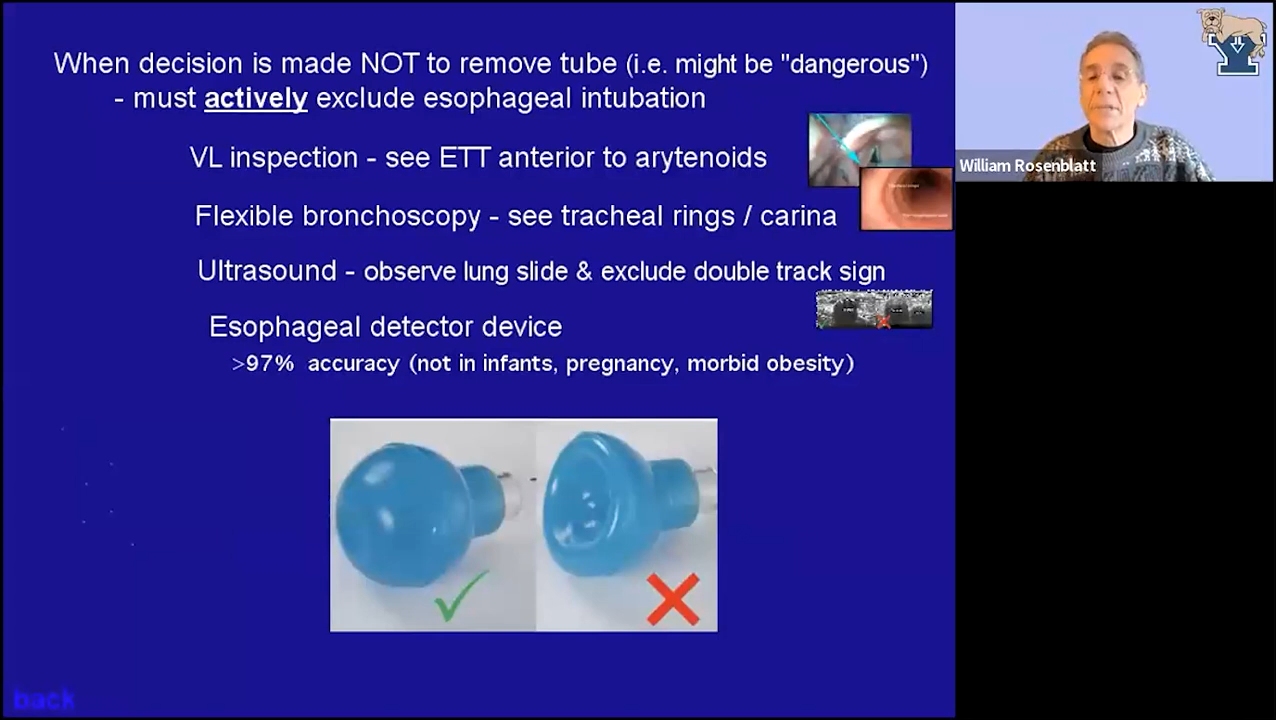 When decision is made NOT to remove tube (i.e. might be "dangerous")
- must actively exclude esophageal intubation
VL inspection - see ETT anterior to arytenoids
Flexible bronchoscopy - see tracheal rings / carina
Ultrasound - observe lung slide & exclude double track sign
Esophageal detector device
>97% accuracy (not in infants, pregnancy, morbid obesity)
back
William Rosenblatt
Y